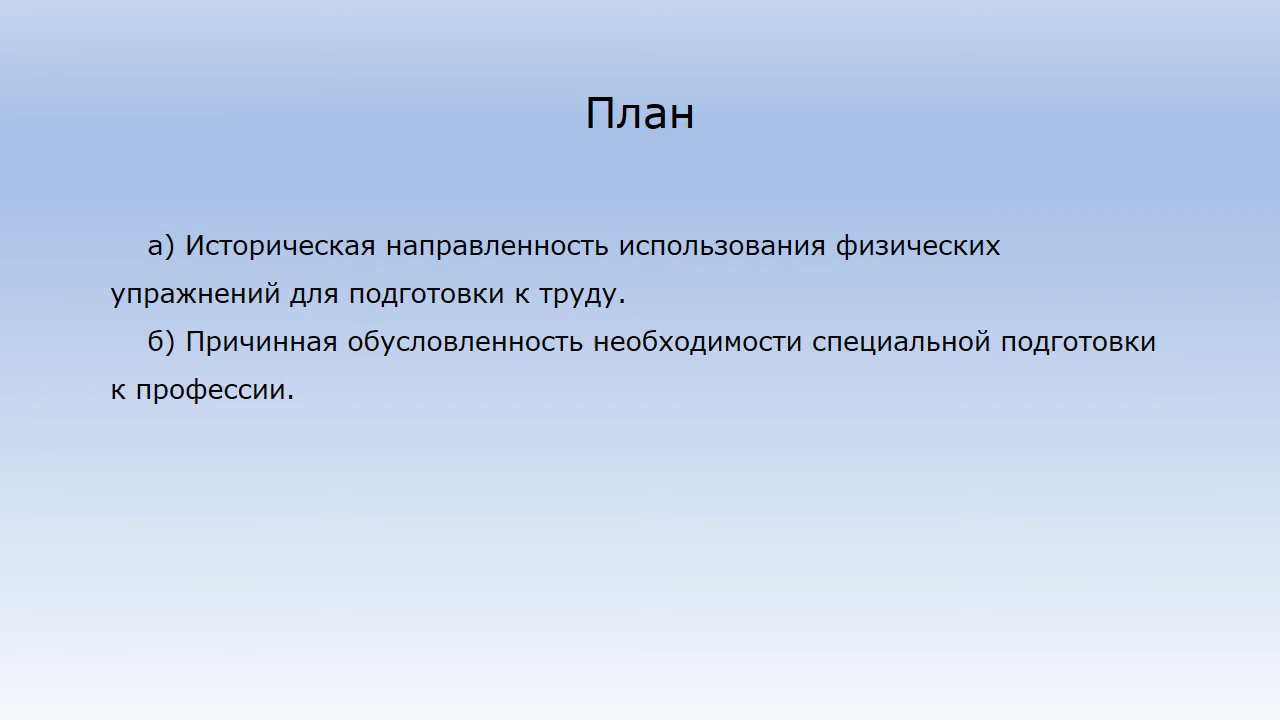 План
а) Историческая направленность использования физических
упражнений для подготовки к труду.
б) Причинная обусловленность необходимости специальной подготовки
к профессии.